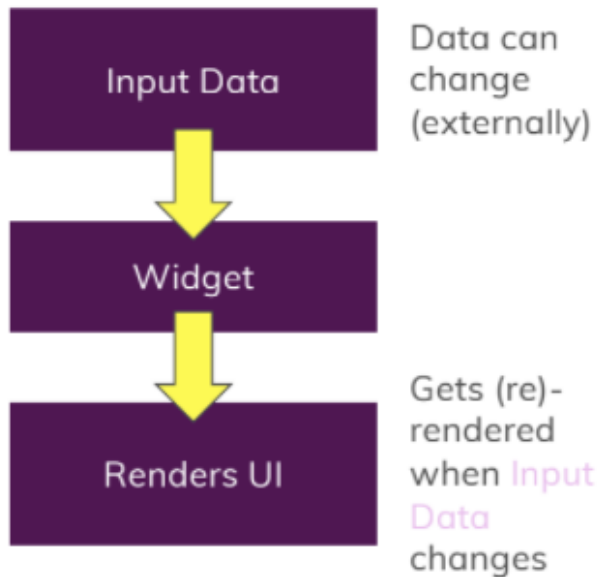 Input Data
Data can
change
(externally)
Widget
Renders UI
Gets (re)-
rendered
when Input
Data
changes